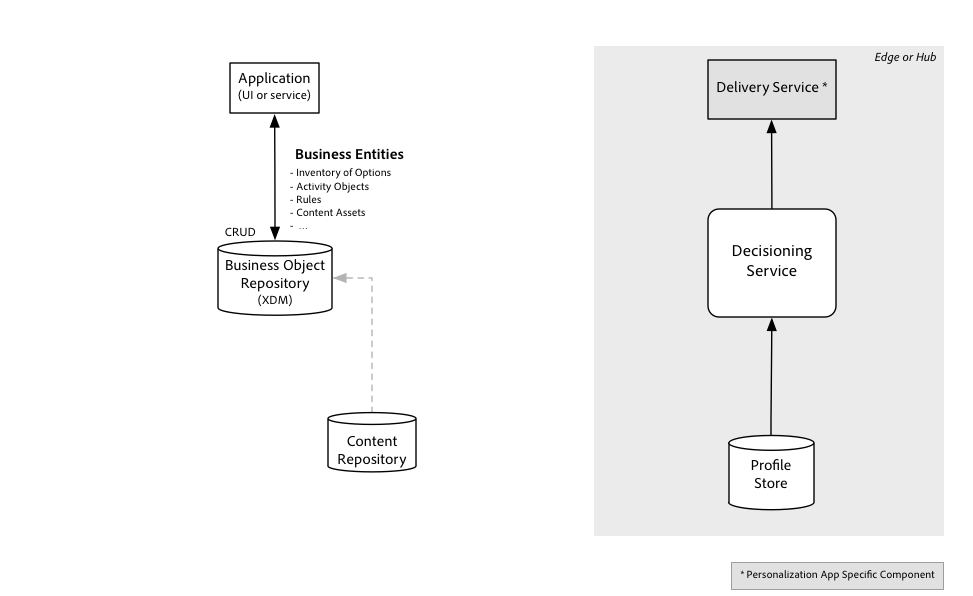 Application
(UI or service)
Business Entities
- Inventory of Options
- Activity Objects
- Rules
- Content Assets
- ...
CRUD
Business Object
Repository
(XDM)
Content
Repository
Edge or Hub
Delivery Service *
Decisioning
Service
Profile
Store
* Personalization App Specific Component